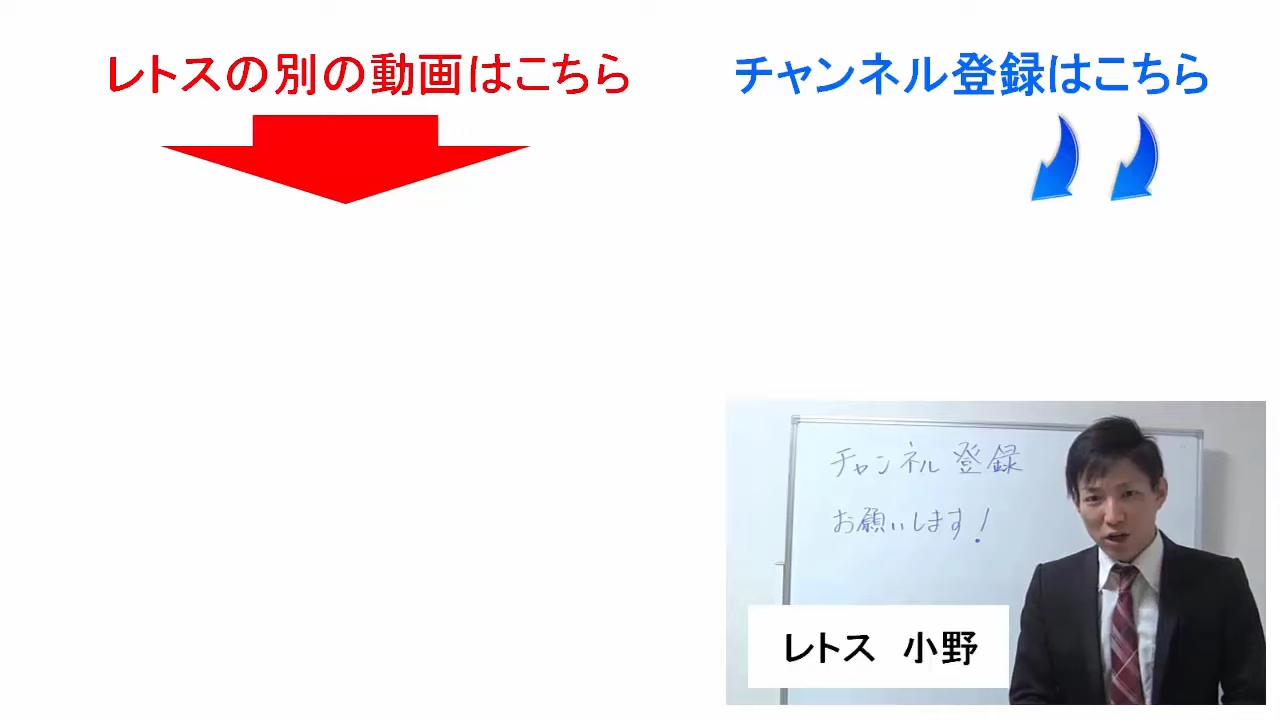 レトスの別の動画はこちら
チャンネル登録はこちら
チャンネル登録
お願いします!
レトス 小野